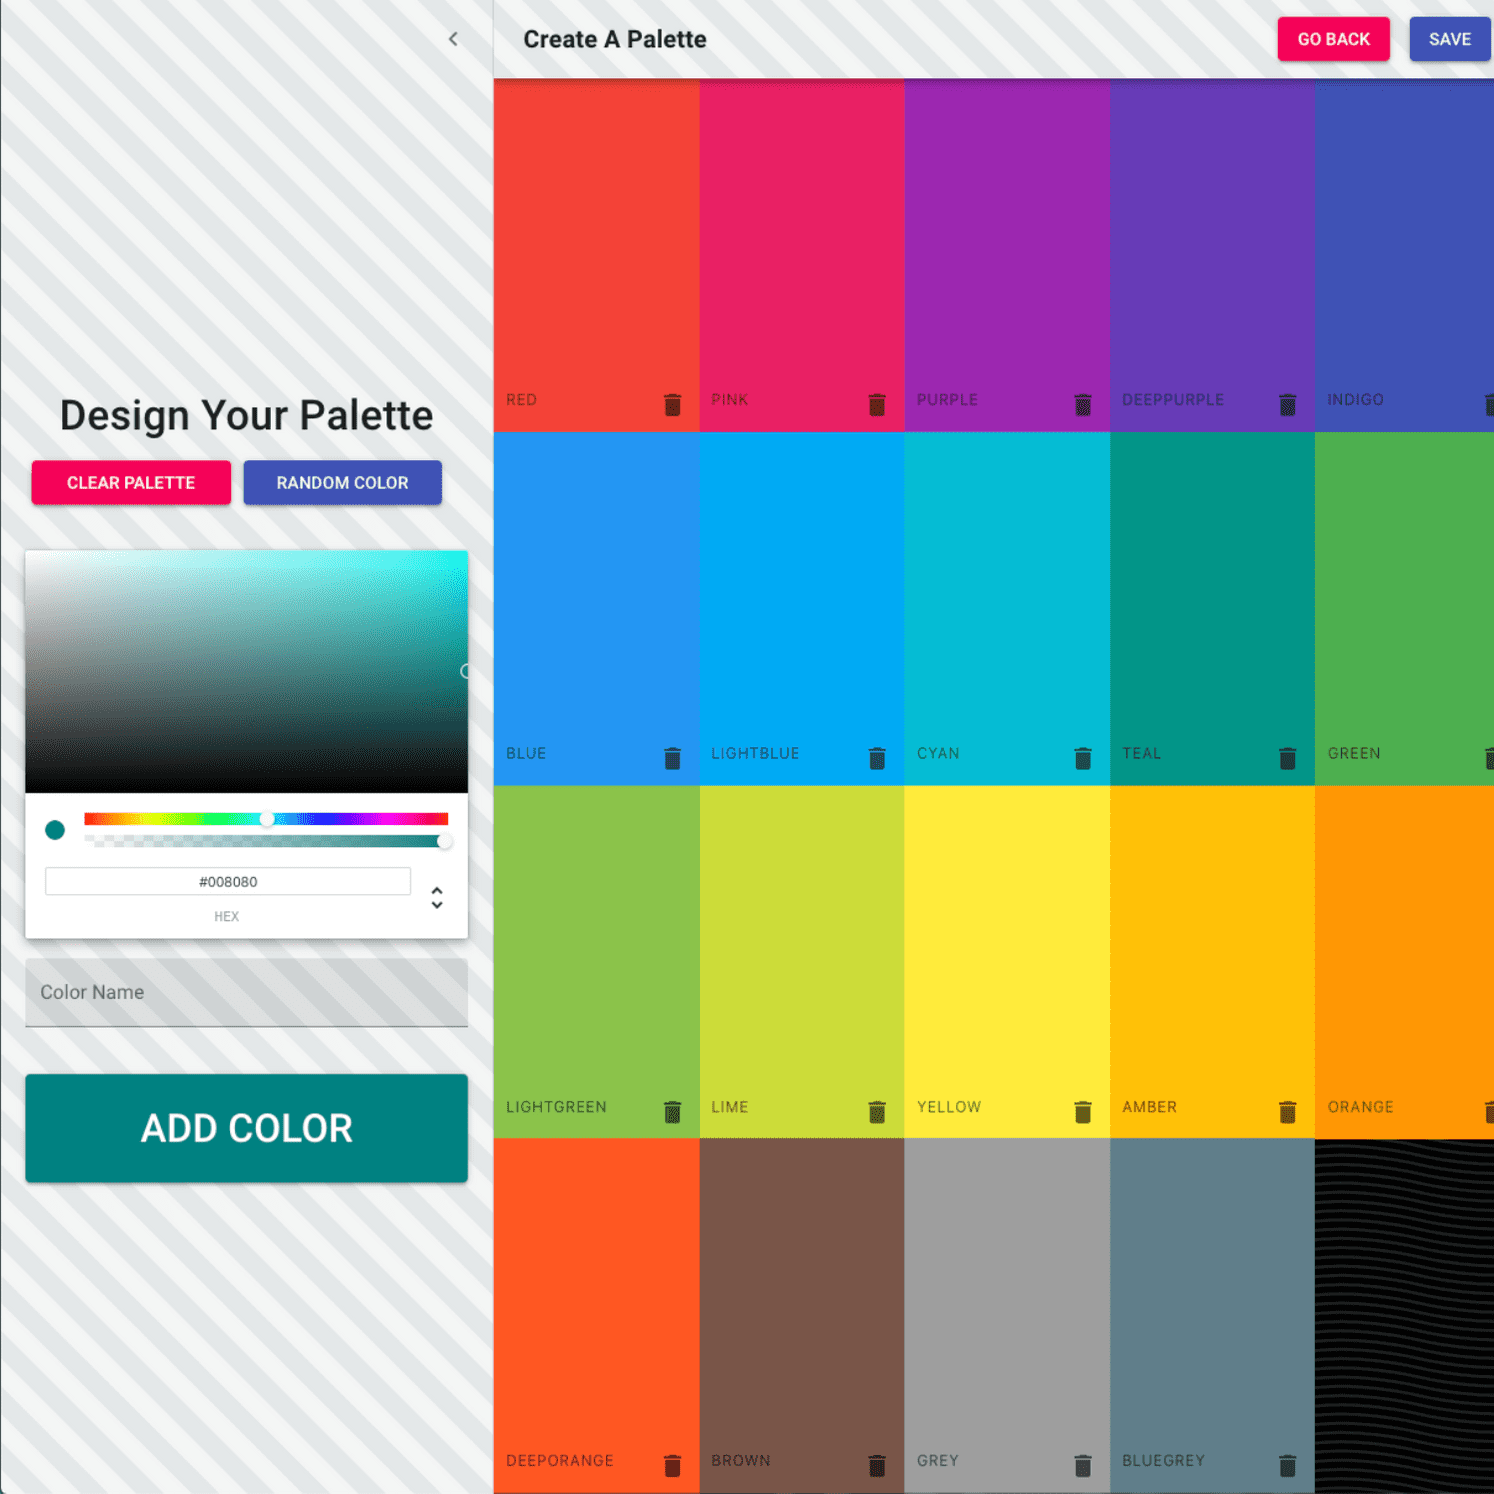 Create A Palette
GO BACK
SAVE
Design Your Palette
CLEAR PALETTE
RANDOM COLOR
#008080
HEX
Color Name
ADD COLOR
RED
PINK
PURPLE
DEEPPURPLE
INDIGO
BLUE
LIGHTBLUE
CYAN
TEAL
GREEN
LIGHTGREEN
LIME
YELLOW
AMBER
ORANGE
DEEPORANGE
BROWN
GREY
BLUEGREY